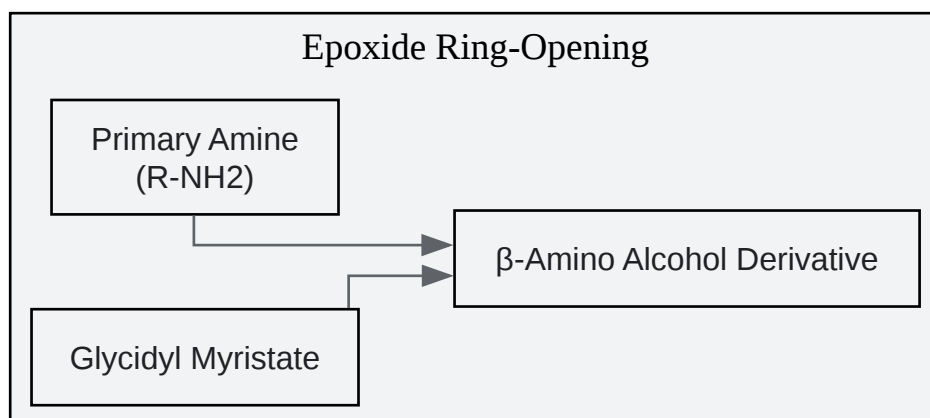 Epoxide Ring-Opening
Primary Amine
(R-NH2)
β-Amino Alcohol Derivative
Glycidyl Myristate